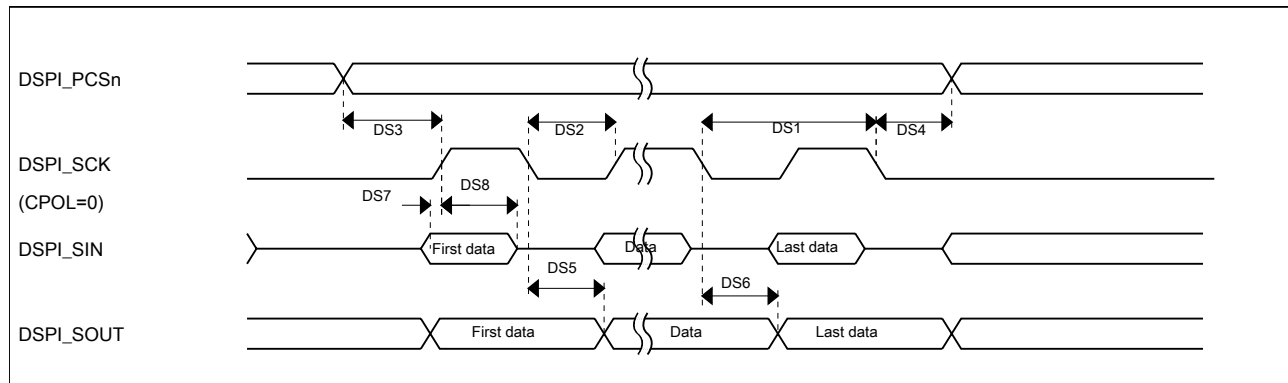 DSPI_PCSn
DS3
DS2
DS1
DS4
DSPI_SCK
(CPOL=0)
DS7
DS8
DSPI_SIN
First data
Data
Last data
DS5
DS6
DSPI_SOUT
First data
Data
Last data